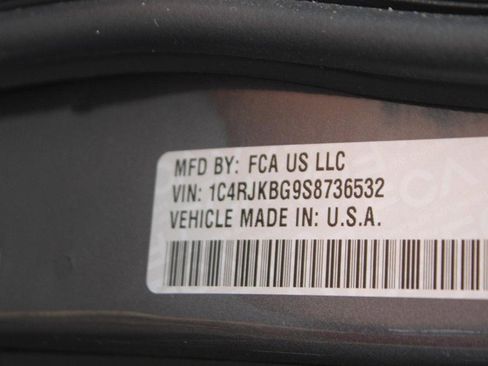 MFD BY: FCA US LLC
VIN: 1C4RJKBG9S8736532
VEHICLE MADE IN: U.S.A.